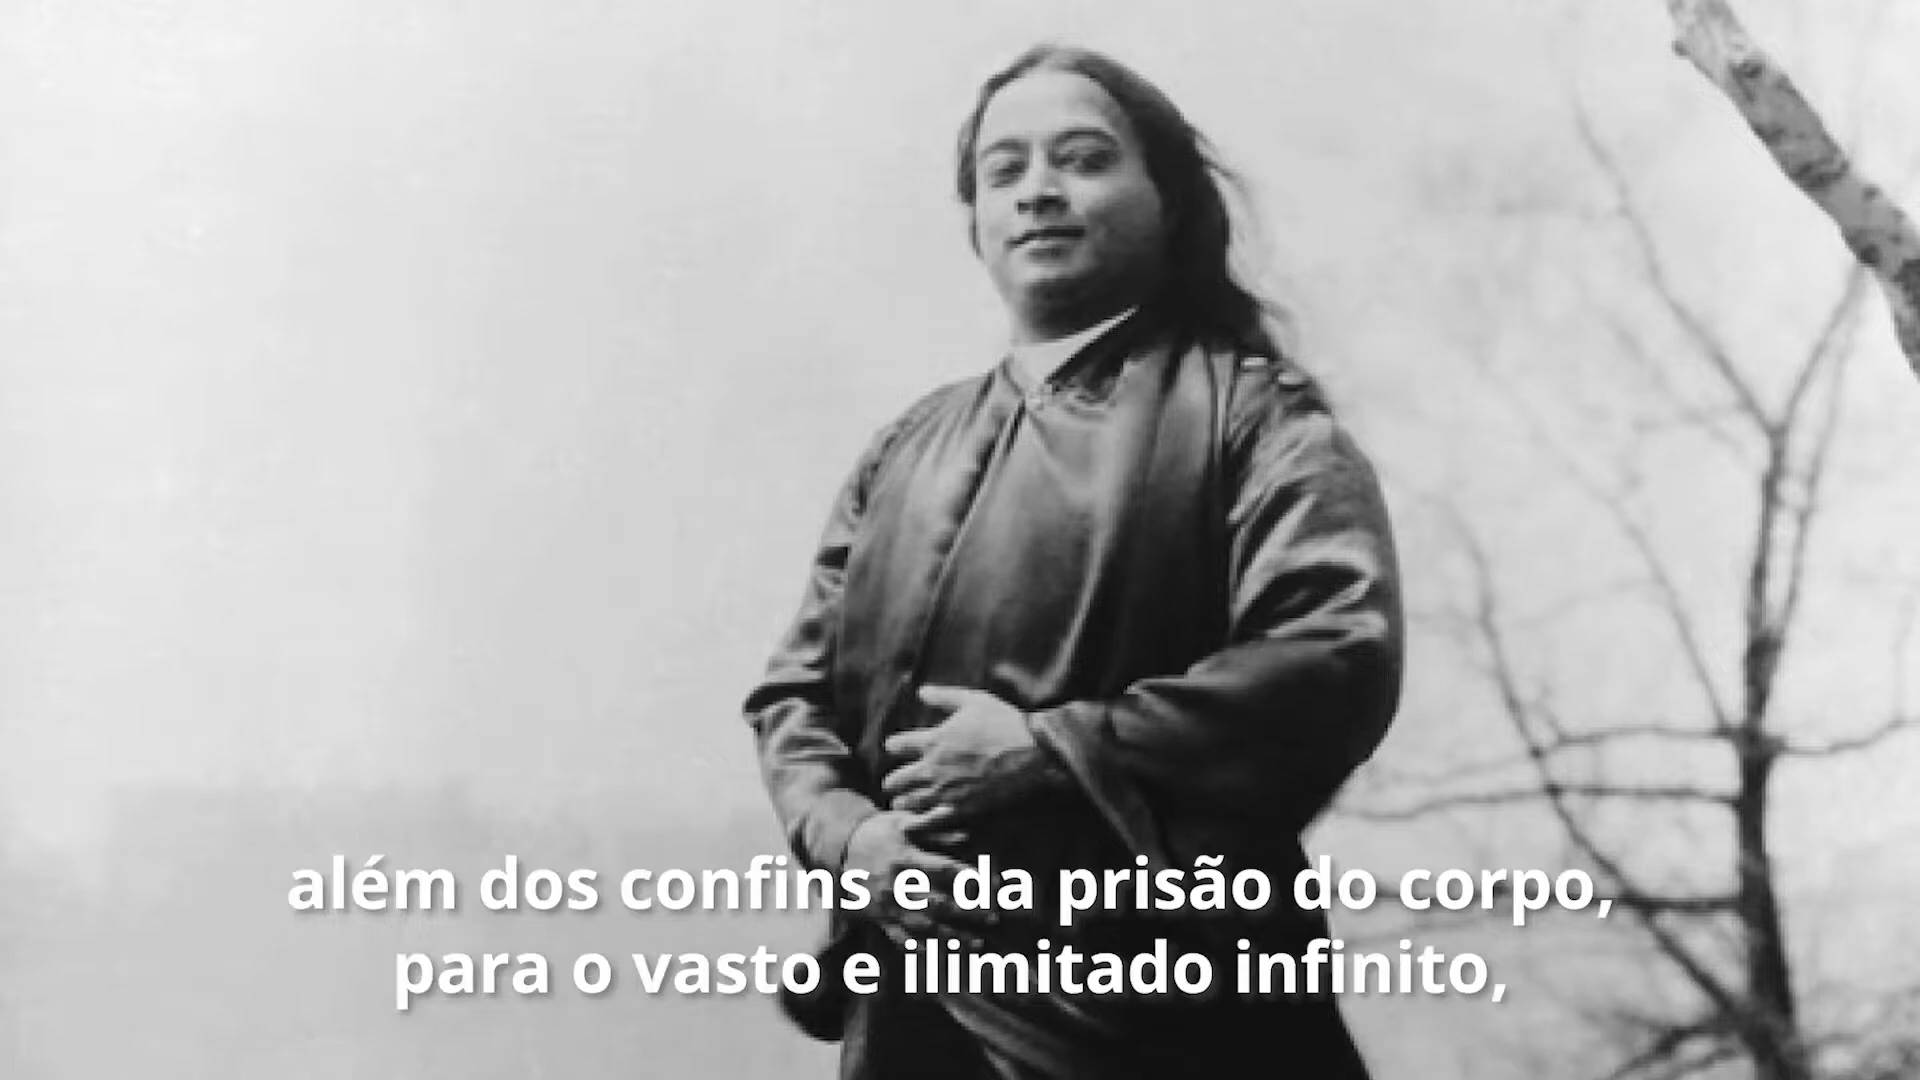 além dos confins e da prisão do corpo,
para o vasto e ilimitado infinito,